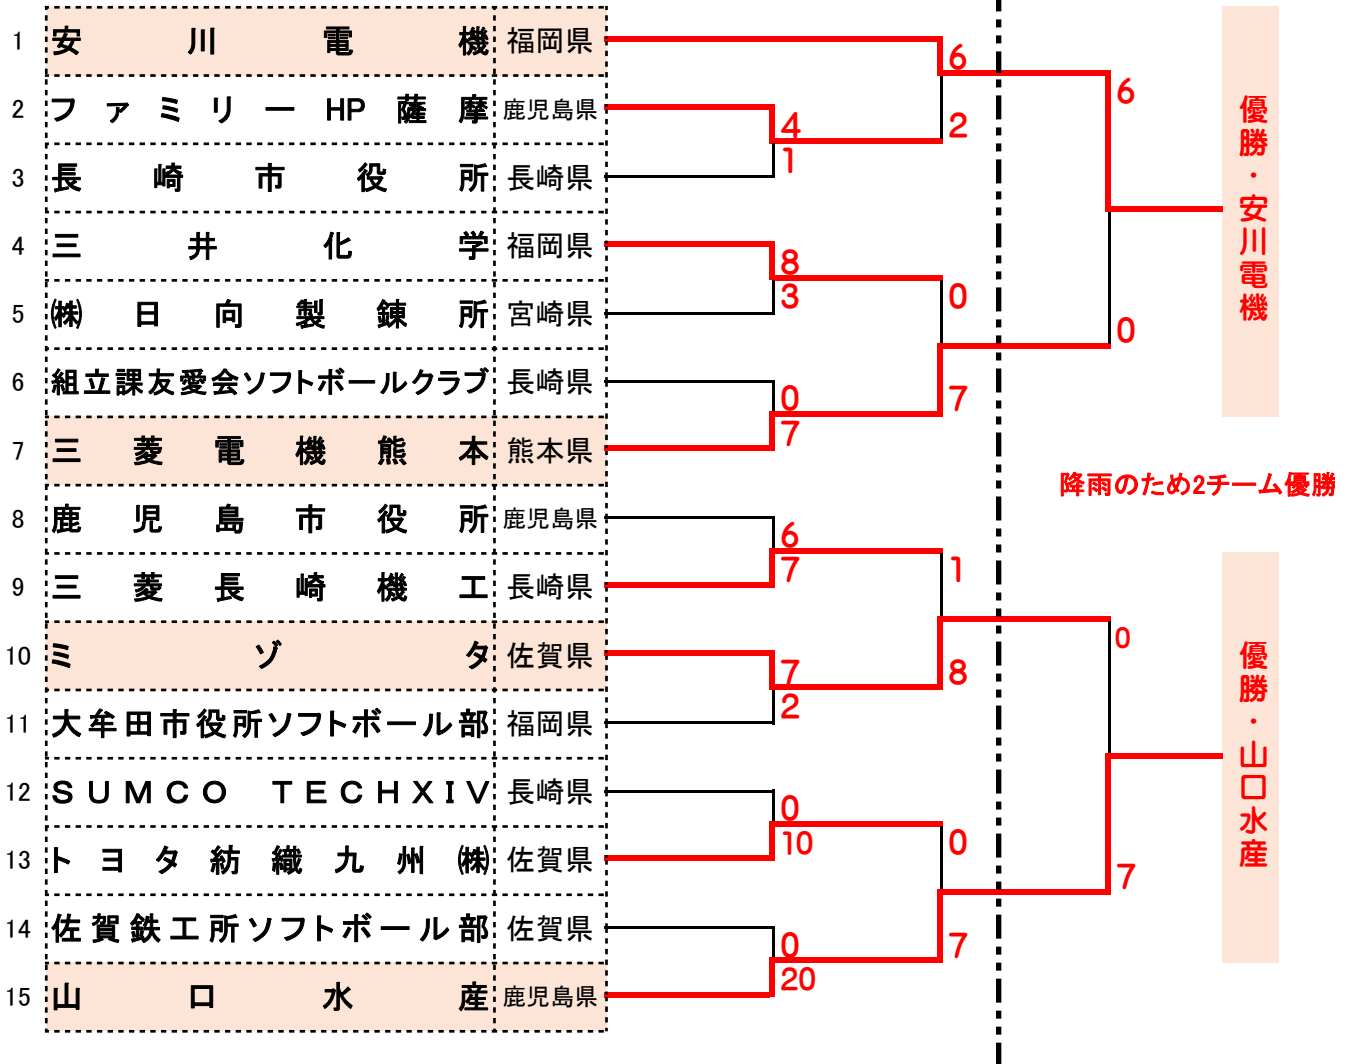 1 安川電機 福岡県
2 ファミリーHP薩摩 鹿児島県
3 長崎市役所 長崎県
4 三井化学 福岡県
5 ㈱日向製錬所 宮崎県
6 組立課友愛会ソフトボールクラブ 長崎県
7 三菱電機熊本 熊本県
8 鹿児島市役所 鹿児島県
9 三菱長崎機工 長崎県
10 ミゾタ 佐賀県
11 大牟田市役所ソフトボール部 福岡県
12 SUMCO TECHXIV 長崎県
13 トヨタ紡織九州㈱ 佐賀県
14 佐賀鉄工所ソフトボール部 佐賀県
15 山口水産 鹿児島県
4
1
8
3
0
7
6
7
7
2
0
10
0
20
6
2
0
7
1
8
0
7
6
0
0
7
優勝・安川電機
降雨のため2チーム優勝
優勝・山口水産